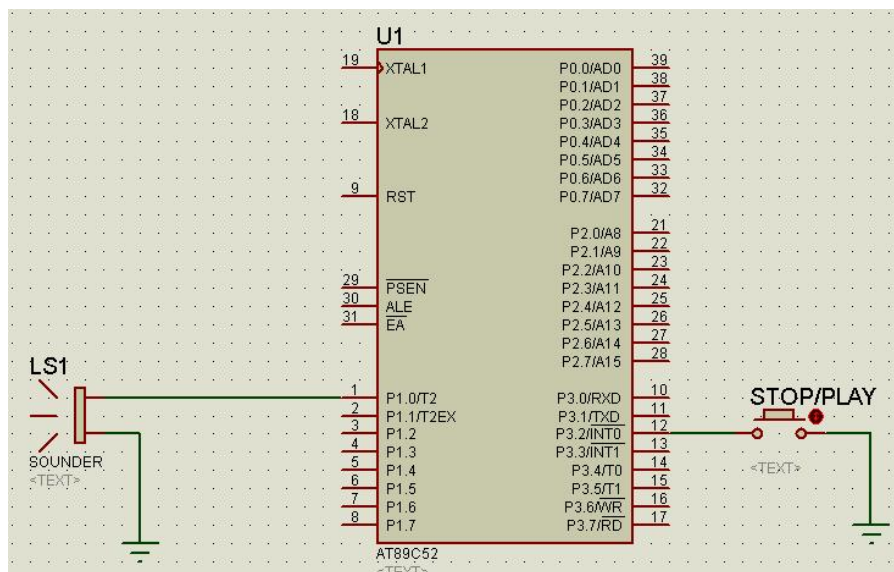 U1
19 XTAL1 P0.0/AD0 39
P0.1/AD1 38
P0.2/AD2 37
18 XTAL2 P0.3/AD3 36
P0.4/AD4 35
P0.5/AD5 34
P0.6/AD6 33
9 RST P0.7/AD7 32
P2.0/A8 21
P2.1/A9 22
P2.2/A10 23
29 PSEN P2.3/A11 24
30 ALE P2.4/A12 25
31 EA P2.5/A13 26
P2.6/A14 27
P2.7/A15 28
LS1
1 P1.0/T2 P3.0/RXD 10 STOP/PLAY
2 P1.1/T2EX P3.1/TXD 11
3 P1.2 P3.2/INT0 12
4 P1.3 P3.3/INT1 13
SOUNDER 5 P1.4 P3.4/T0 14 <TEXT>
<TEXT> 6 P1.5 P3.5/T1 15
7 P1.6 P3.6/WR 16
8 P1.7 P3.7/RD 17
AT89C52
<TEXT>